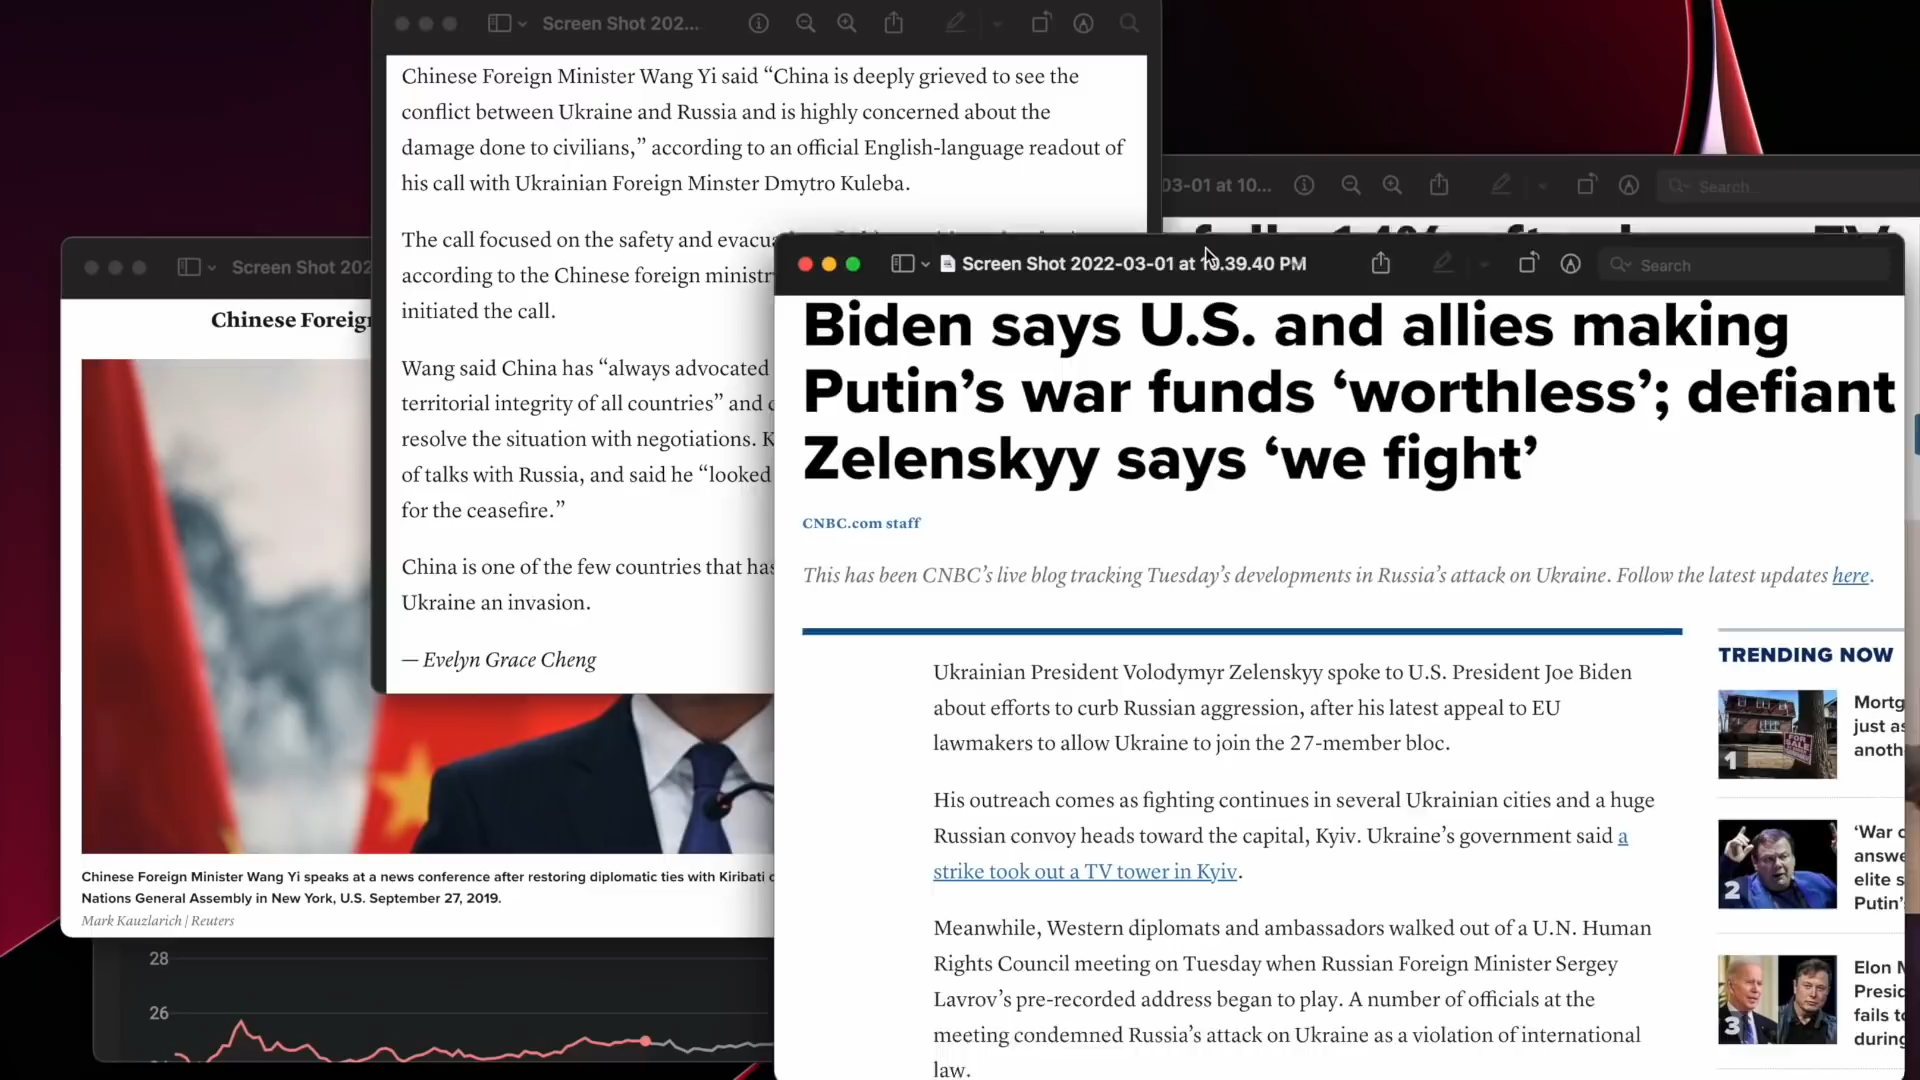 Screen Shot 202...
Chinese Foreign Minister Wang Yi said “China is deeply grieved to see the
conflict between Ukraine and Russia and is highly concerned about the
damage done to civilians,” according to an official English-language readout of
his call with Ukrainian Foreign Minster Dmytro Kuleba.
The call focused on the safety and
according to the Chinese foreign
initiated the call.
Wang said China has “always advocated
territorial integrity of all countries” and
resolve the situation with negotiations.
of talks with Russia, and said he “looked
for the ceasefire.”
China is one of the few countries that has
Ukraine an invasion.
— Evelyn Grace Cheng
03-01 at 10...
Search
Screen Shot 202
Chinese
Chinese Foreign Minister Wang Yi speaks at a news conference after restoring diplomatic ties with Kiribati
Nations General Assembly in New York, U.S. September 27, 2019.
Mark Kauzlarich | Reuters
28
26
Screen Shot 2022-03-01 at 10.39.40 PM
Search
Biden says U.S. and allies making
Putin’s war funds ‘worthless’; defiant
Zelenskyy says ‘we fight’
CNBC.com staff
This has been CNBC’s live blog tracking Tuesday’s developments in Russia’s attack on Ukraine. Follow the latest updates here.
Ukrainian President Volodymyr Zelenskyy spoke to U.S. President Joe Biden
about efforts to curb Russian aggression, after his latest appeal to EU
lawmakers to allow Ukraine to join the 27-member bloc.
His outreach comes as fighting continues in several Ukrainian cities and a huge
Russian convoy heads toward the capital, Kyiv. Ukraine’s government said a
strike took out a TV tower in Kyiv.
Meanwhile, Western diplomats and ambassadors walked out of a U.N. Human
Rights Council meeting on Tuesday when Russian Foreign Minister Sergey
Lavrov’s pre-recorded address began to play. A number of officials at the
meeting condemned Russia’s attack on Ukraine as a violation of international
law.
TRENDING NOW
1
Mortg
just as
anoth
2
‘War
answe
elite s
Putin’
3
Elon
Presid
fails to
during